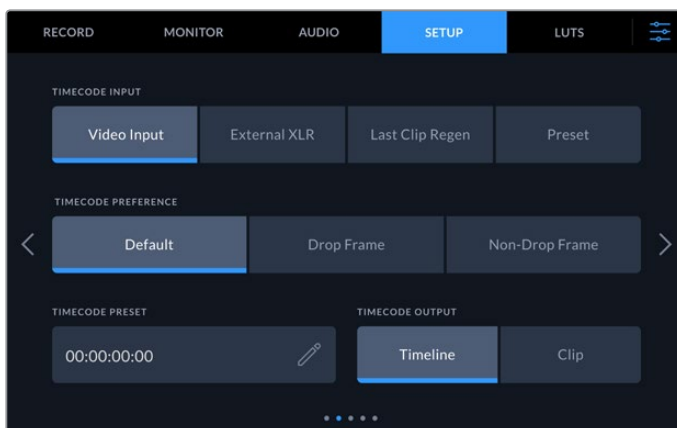 RECORD MONITOR AUDIO SETUP LUTS
TIMECODE INPUT
Video Input External XLR Last Clip Regen Preset
TIMECODE PREFERENCE
Default Drop Frame Non-Drop Frame
TIMECODE PRESET TIMECODE OUTPUT
00:00:00:00 Timeline Clip